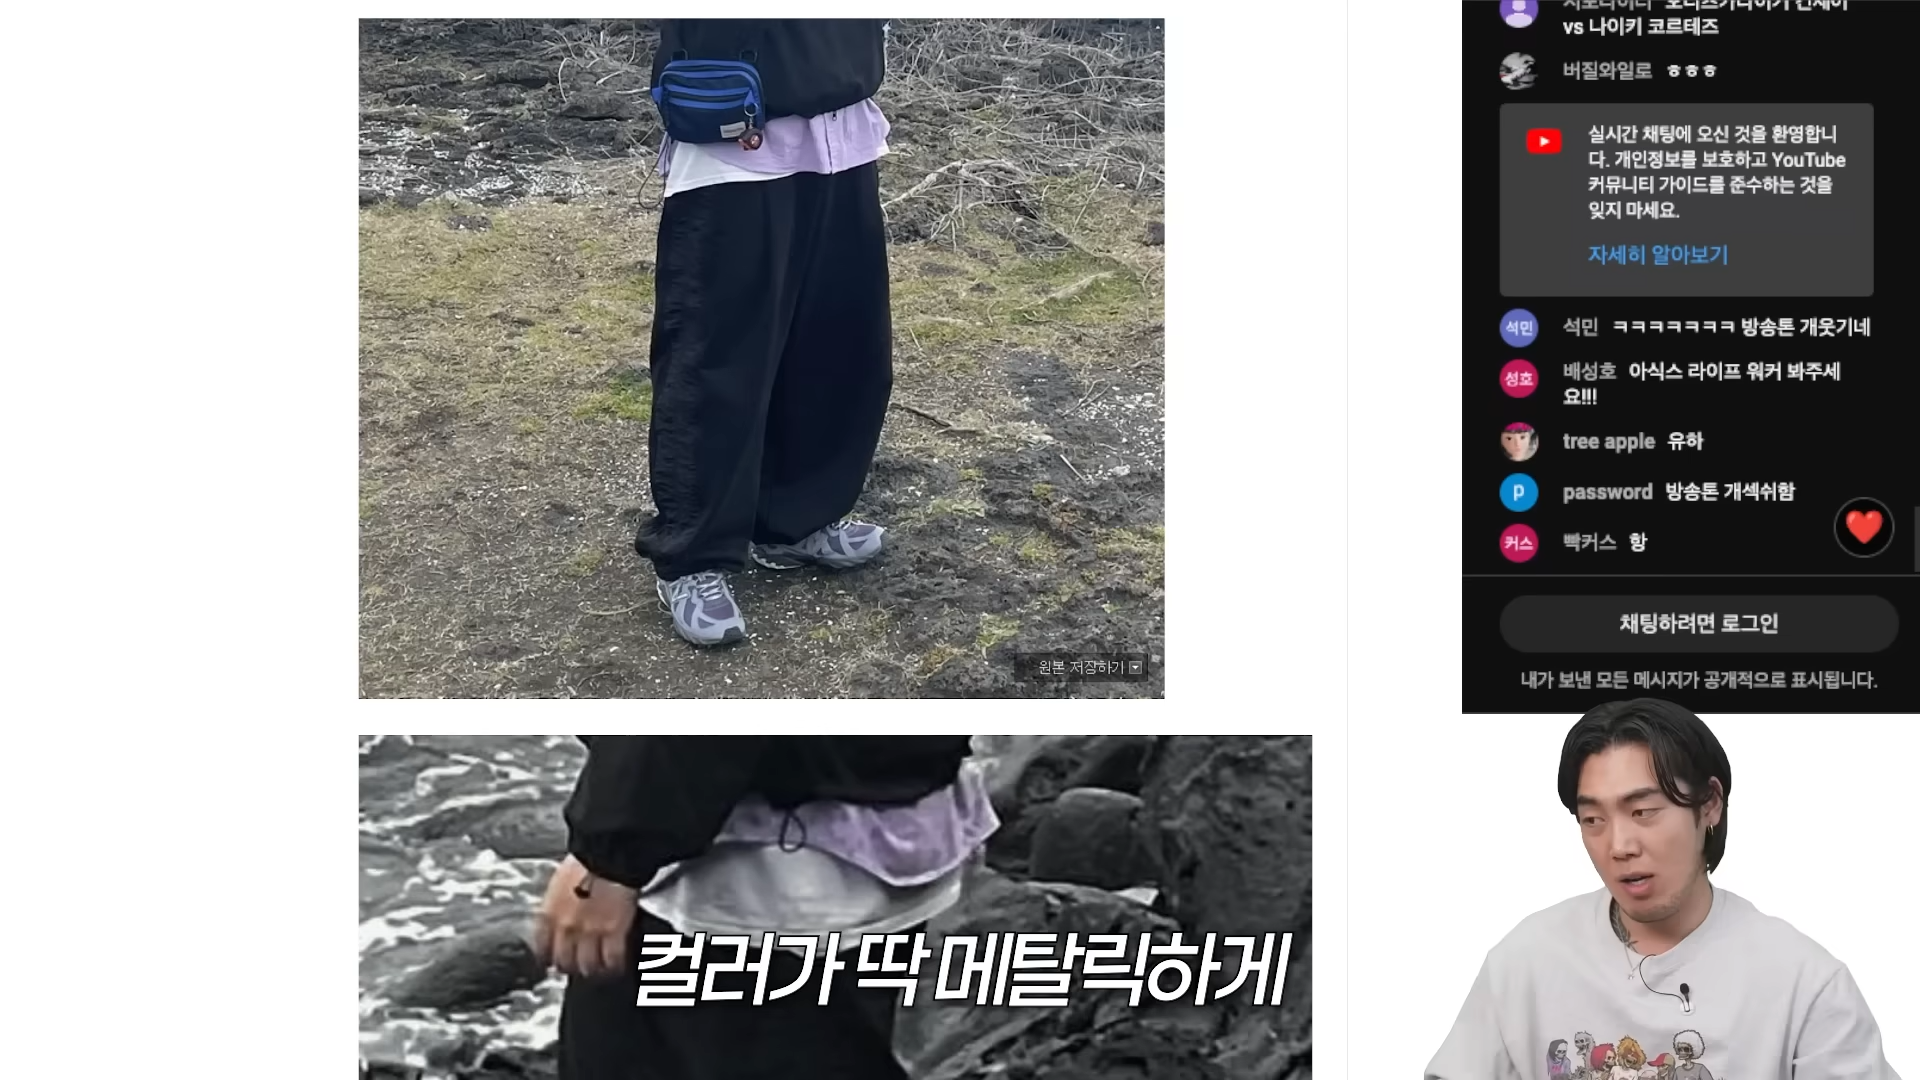 원본 저장하기
컬러가 딱 메탈릭하게
vs 나이키 코르테즈
버질와일로 ㅎㅎㅎ
실시간 채팅에 오신 것을 환영합니
다. 개인정보를 보호하고 YouTube
커뮤니티 가이드를 준수하는 것을
잊지 마세요.
자세히 알아보기
석민 석민 ㅋㅋㅋㅋㅋㅋㅋ 방송톤 개웃기네
성호 배성호 아식스 라이프 워커 봐주세
요!!!
tree apple 유하
p password 방송톤 개섹쉬함
커스 빡커스 항
채팅하려면 로그인
내가 보낸 모든 메시지가 공개적으로 표시됩니다.